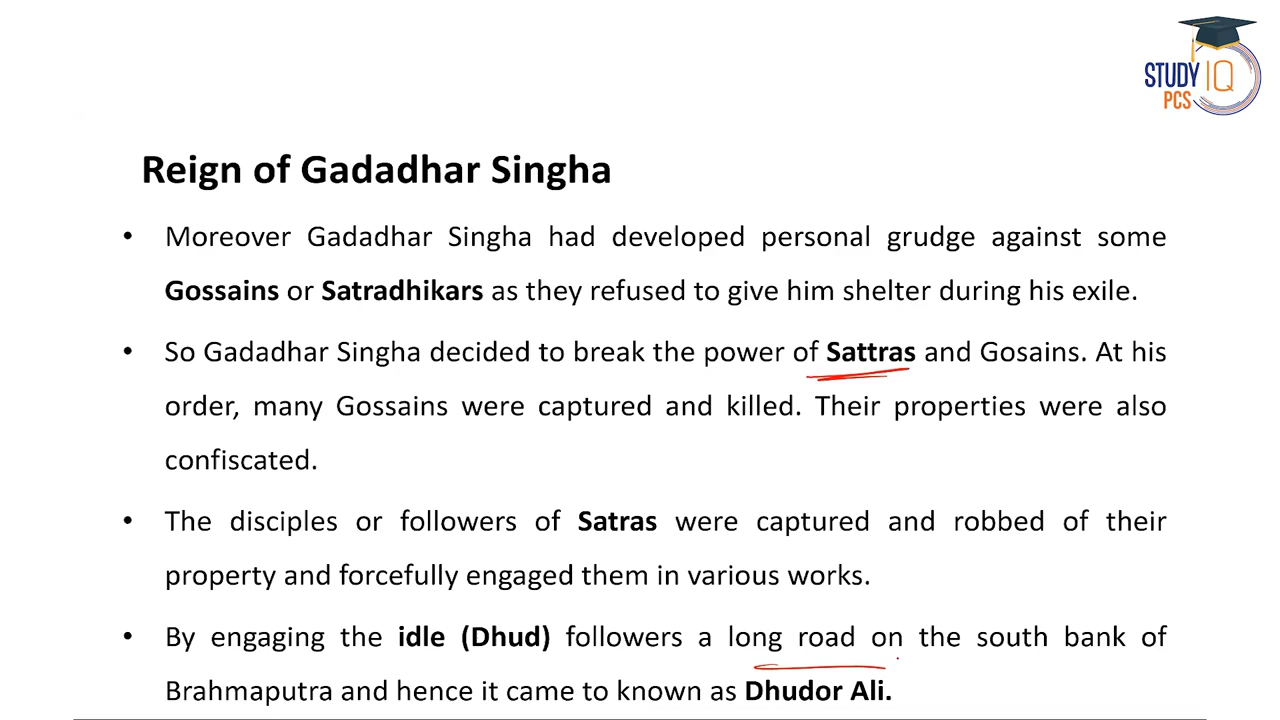 STUDY IQ
PCS
Reign of Gadadhar Singha
• Moreover Gadadhar Singha had developed personal grudge against some
Gossains or Satradhikars as they refused to give him shelter during his exile.
• So Gadadhar Singha decided to break the power of Sattras and Gosains. At his
order, many Gossains were captured and killed. Their properties were also
confiscated.
• The disciples or followers of Satras were captured and robbed of their
property and forcefully engaged them in various works.
• By engaging the idle (Dhud) followers a long road on the south bank of
Brahmaputra and hence it came to known as Dhudor Ali.